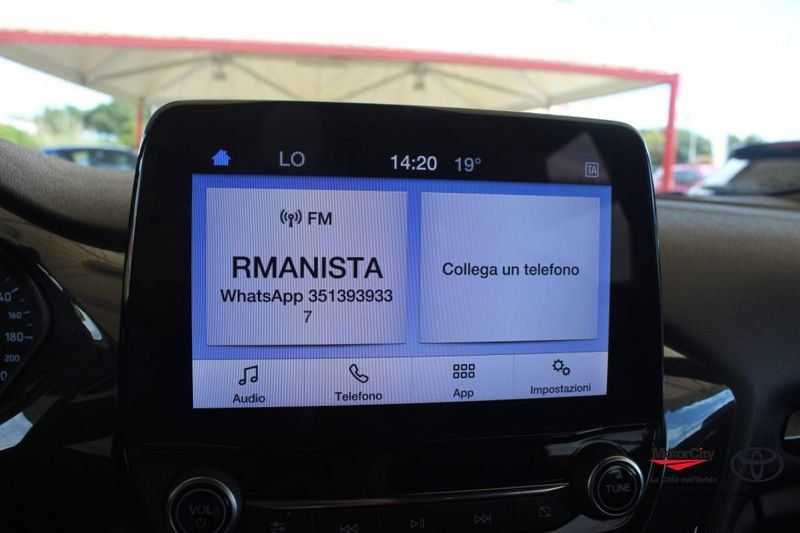 LO 14:20 19° TA
FM
RMANISTA
WhatsApp 351393933
7
Collega un telefono
Audio Telefono App Impostazioni
160
180
200
VOL
TUNE
MotorCity
La Città dell'Ibrido